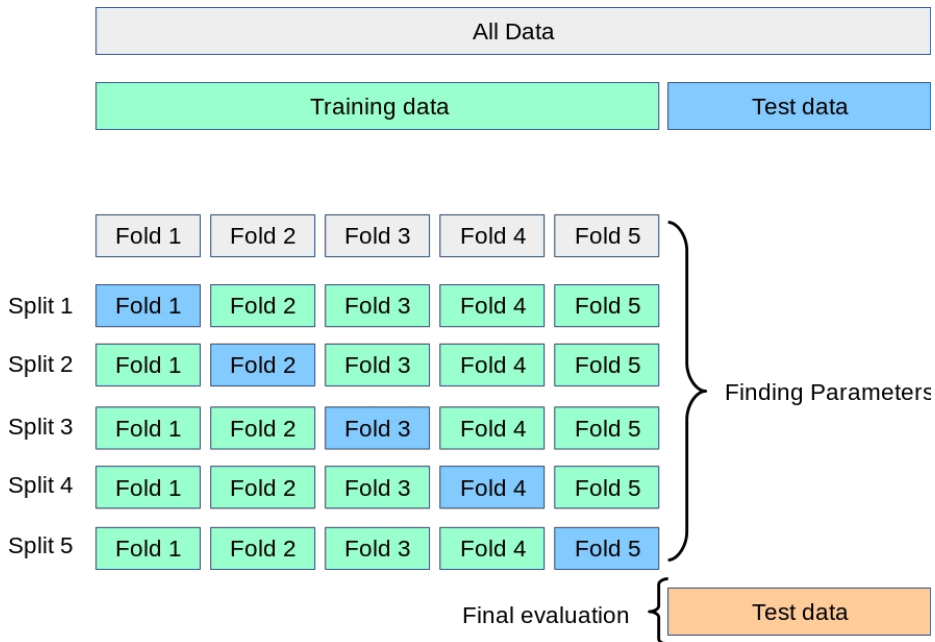 All Data
Training data Test data
Fold 1 Fold 2 Fold 3 Fold 4 Fold 5
Split 1 Fold 1 Fold 2 Fold 3 Fold 4 Fold 5
Split 2 Fold 1 Fold 2 Fold 3 Fold 4 Fold 5
Finding Parameters
Split 3 Fold 1 Fold 2 Fold 3 Fold 4 Fold 5
Split 4 Fold 1 Fold 2 Fold 3 Fold 4 Fold 5
Split 5 Fold 1 Fold 2 Fold 3 Fold 4 Fold 5
Final evaluation Test data